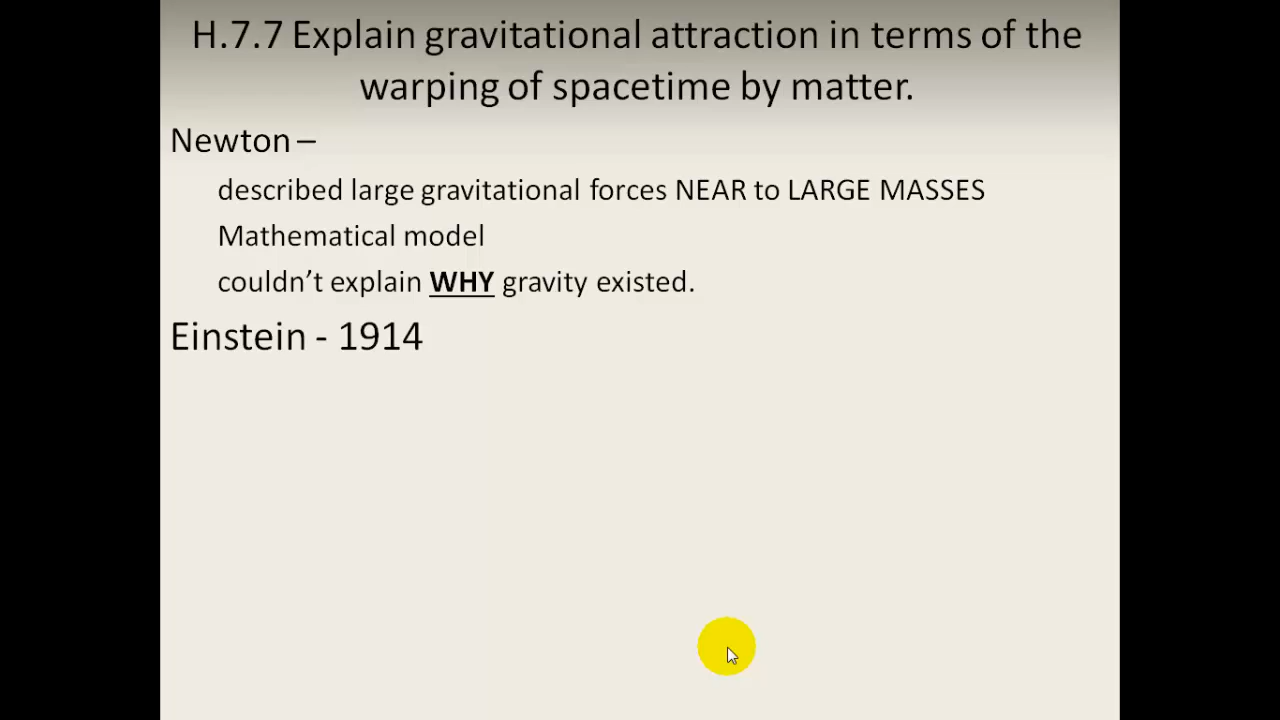 H.7.7 Explain gravitational attraction in terms of the
warping of spacetime by matter.
Newton –
described large gravitational forces NEAR to LARGE MASSES
Mathematical model
couldn’t explain WHY gravity existed.
Einstein - 1914